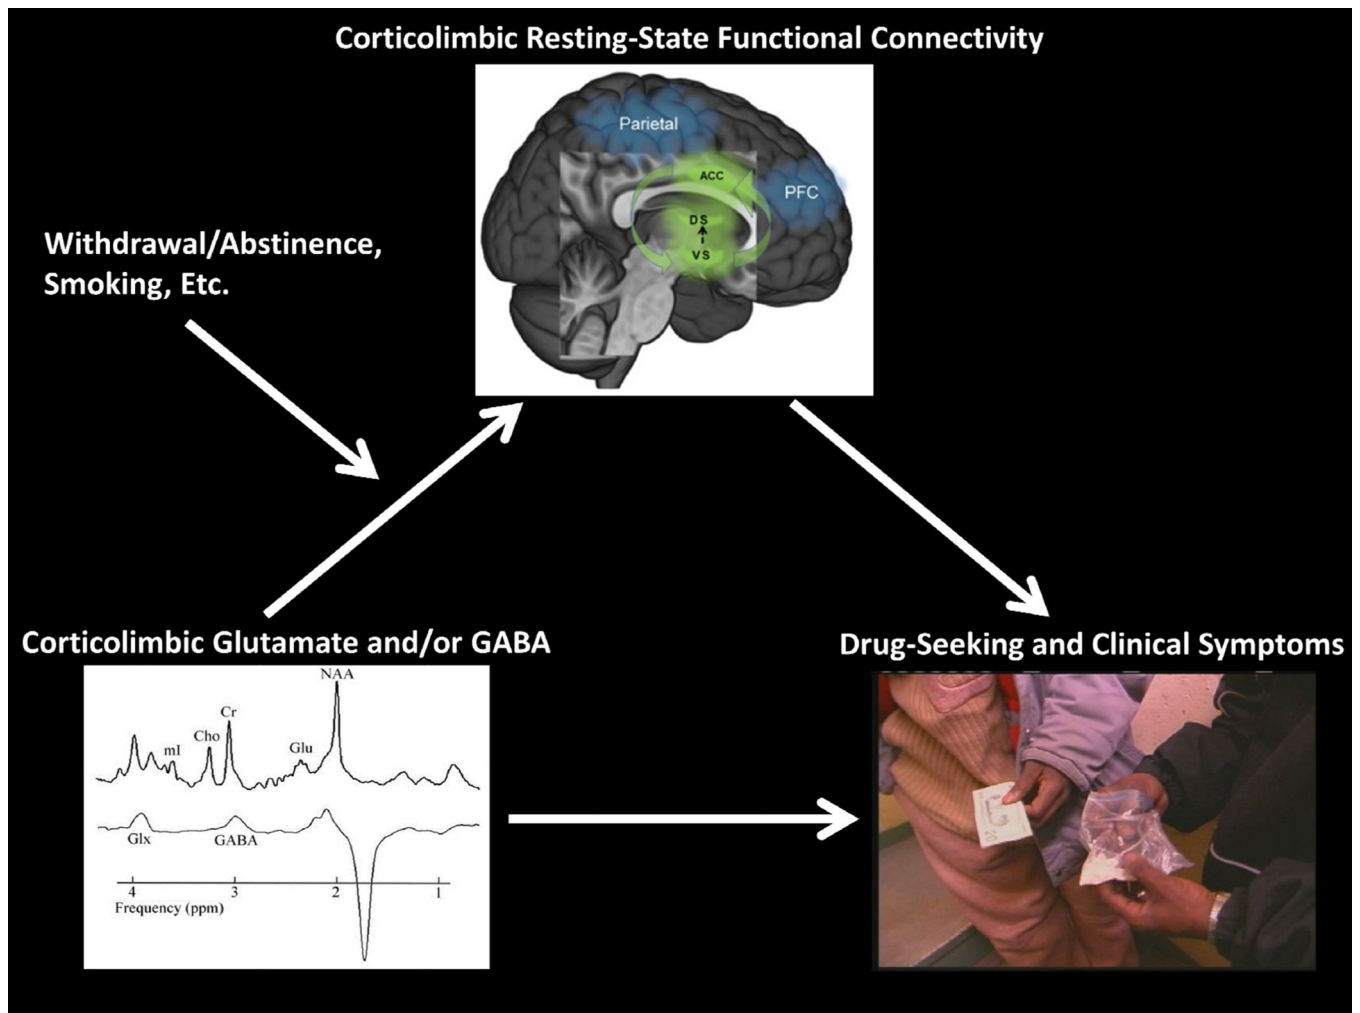 Corticolimbic Resting-State Functional Connectivity
Parietal
ACC
PFC
DS
VS
Withdrawal/Abstinence,
Smoking, Etc.
Corticolimbic Glutamate and/or GABA
NAA
Cr
Cho
Glu
mI
Glx
GABA
4 3 2 1
Frequency (ppm)
Drug-Seeking and Clinical Symptoms
20